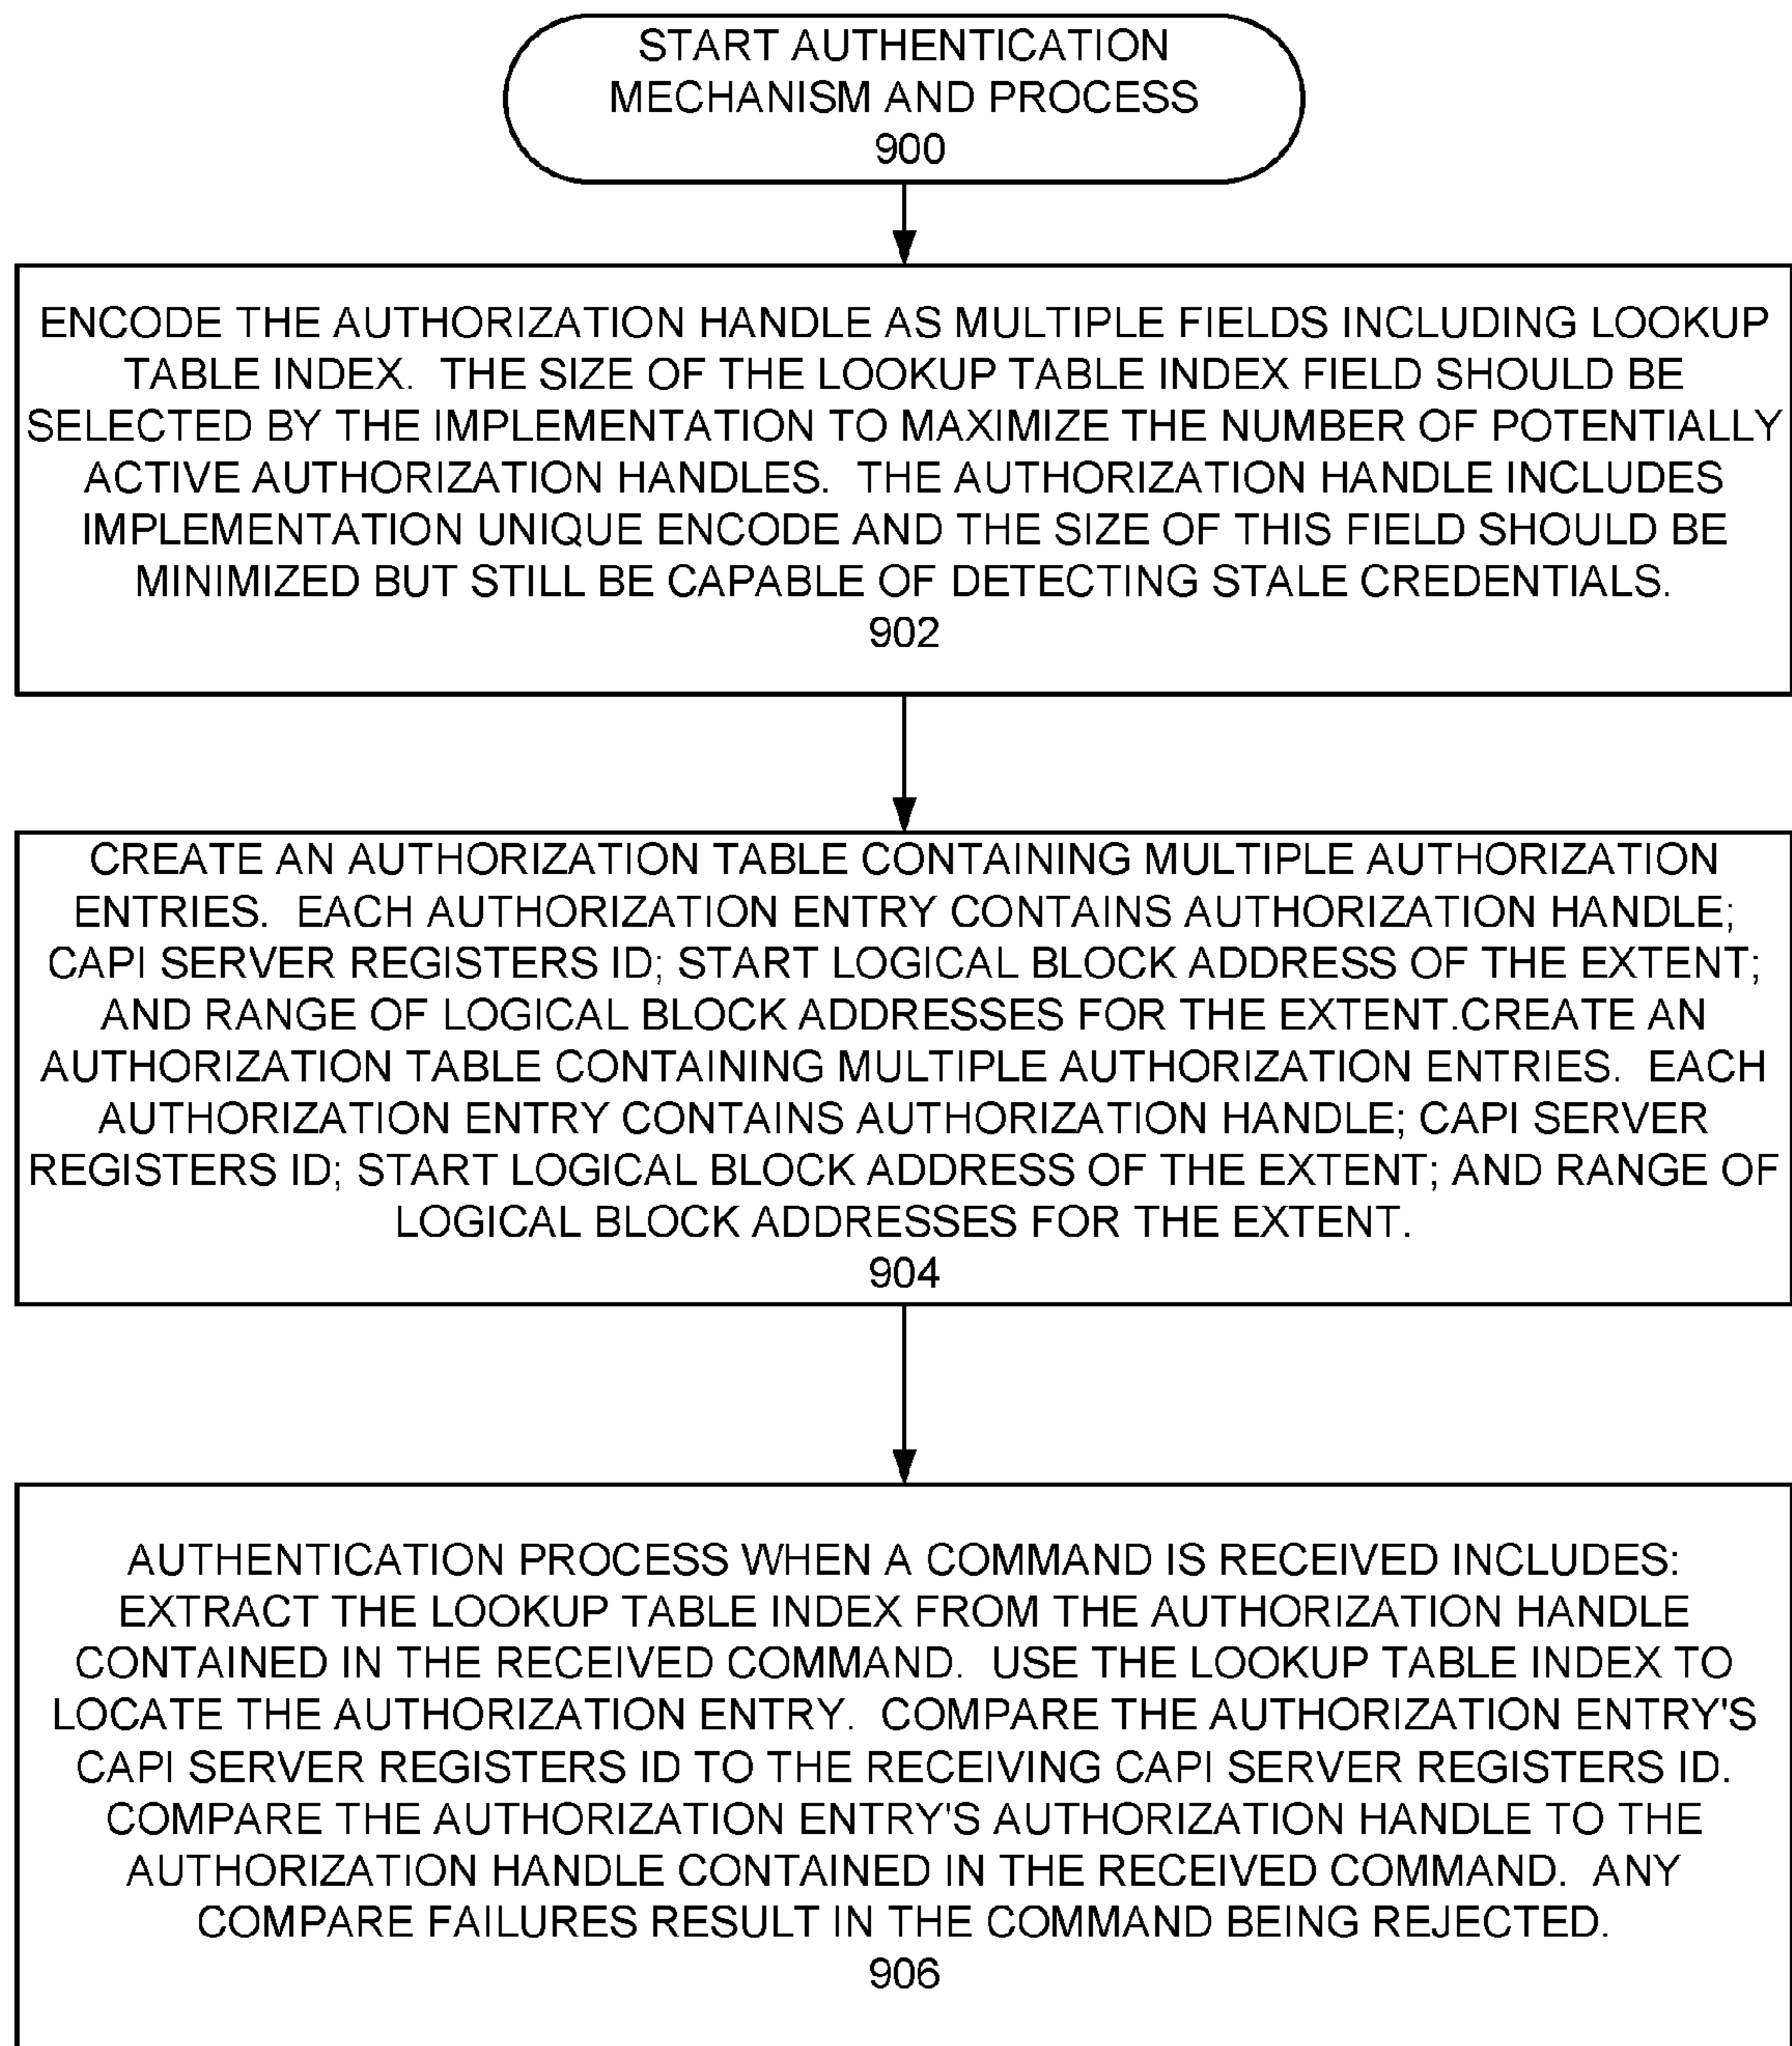 START AUTHENTICATION
MECHANISM AND PROCESS
900
ENCODE THE AUTHORIZATION HANDLE AS MULTIPLE FIELDS INCLUDING LOOKUP
TABLE INDEX. THE SIZE OF THE LOOKUP TABLE INDEX FIELD SHOULD BE
SELECTED BY THE IMPLEMENTATION TO MAXIMIZE THE NUMBER OF POTENTIALLY
ACTIVE AUTHORIZATION HANDLES. THE AUTHORIZATION HANDLE INCLUDES
IMPLEMENTATION UNIQUE ENCODE AND THE SIZE OF THIS FIELD SHOULD BE
MINIMIZED BUT STILL BE CAPABLE OF DETECTING STALE CREDENTIALS.
902
CREATE AN AUTHORIZATION TABLE CONTAINING MULTIPLE AUTHORIZATION
ENTRIES. EACH AUTHORIZATION ENTRY CONTAINS AUTHORIZATION HANDLE;
CAPI SERVER REGISTERS ID; START LOGICAL BLOCK ADDRESS OF THE EXTENT;
AND RANGE OF LOGICAL BLOCK ADDRESSES FOR THE EXTENT.CREATE AN
AUTHORIZATION TABLE CONTAINING MULTIPLE AUTHORIZATION ENTRIES. EACH
AUTHORIZATION ENTRY CONTAINS AUTHORIZATION HANDLE; CAPI SERVER
REGISTERS ID; START LOGICAL BLOCK ADDRESS OF THE EXTENT; AND RANGE OF
LOGICAL BLOCK ADDRESSES FOR THE EXTENT.
904
AUTHENTICATION PROCESS WHEN A COMMAND IS RECEIVED INCLUDES:
EXTRACT THE LOOKUP TABLE INDEX FROM THE AUTHORIZATION HANDLE
CONTAINED IN THE RECEIVED COMMAND. USE THE LOOKUP TABLE INDEX TO
LOCATE THE AUTHORIZATION ENTRY. COMPARE THE AUTHORIZATION ENTRY'S
CAPI SERVER REGISTERS ID TO THE RECEIVING CAPI SERVER REGISTERS ID.
COMPARE THE AUTHORIZATION ENTRY'S AUTHORIZATION HANDLE TO THE
AUTHORIZATION HANDLE CONTAINED IN THE RECEIVED COMMAND. ANY
COMPARE FAILURES RESULT IN THE COMMAND BEING REJECTED.
906